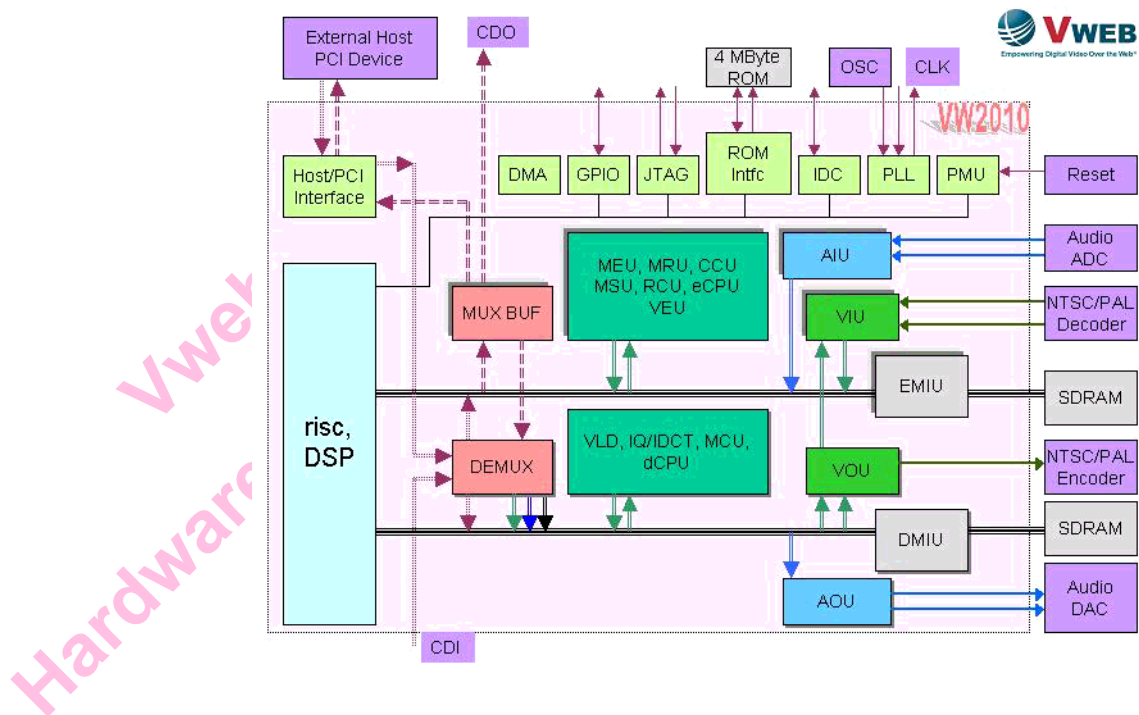 External Host
PCI Device
CDO
4 MByte
ROM
OSC
CLK
VWEB
Empowering Digital Video Over the Web
VW2010
Host/PCI
Interface
DMA
GPIO
JTAG
ROM
Intfc
IDC
PLL
PMU
Reset
MEU, MRU, CCU
MSU, RCU, eCPU
VEU
AIU
Audio
ADC
MUX BUF
VIU
NTSC/PAL
Decoder
EMIU
SDRAM
risc,
DSP
DEMUX
VLD, IQ/IDCT, MCU,
dCPU
VOU
NTSC/PAL
Encoder
DMIU
SDRAM
AOU
Audio
DAC
CDI
Vweb
Hardware